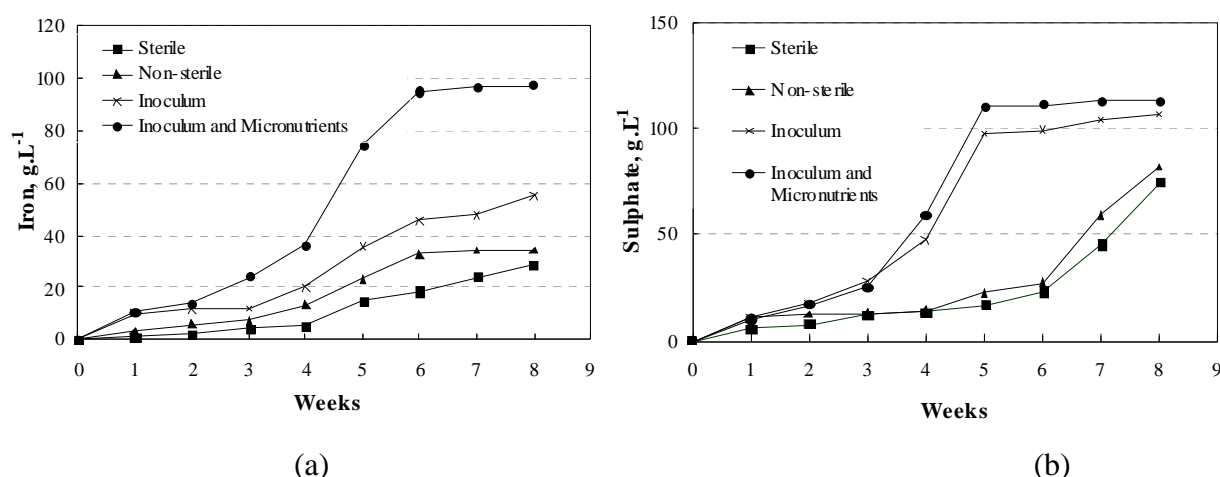 120
100
80
60
40
20
0
Iron, g.L-1
Sterile
Non-sterile
Inoculum
Inoculum and Micronutrients
0 1 2 3 4 5 6 7 8 9
Weeks
(a)
150
100
50
0
Sulphate, g.L-1
Sterile
Non-sterile
Inoculum
Inoculum and
Micronutrients
0 1 2 3 4 5 6 7 8 9
Weeks
(b)